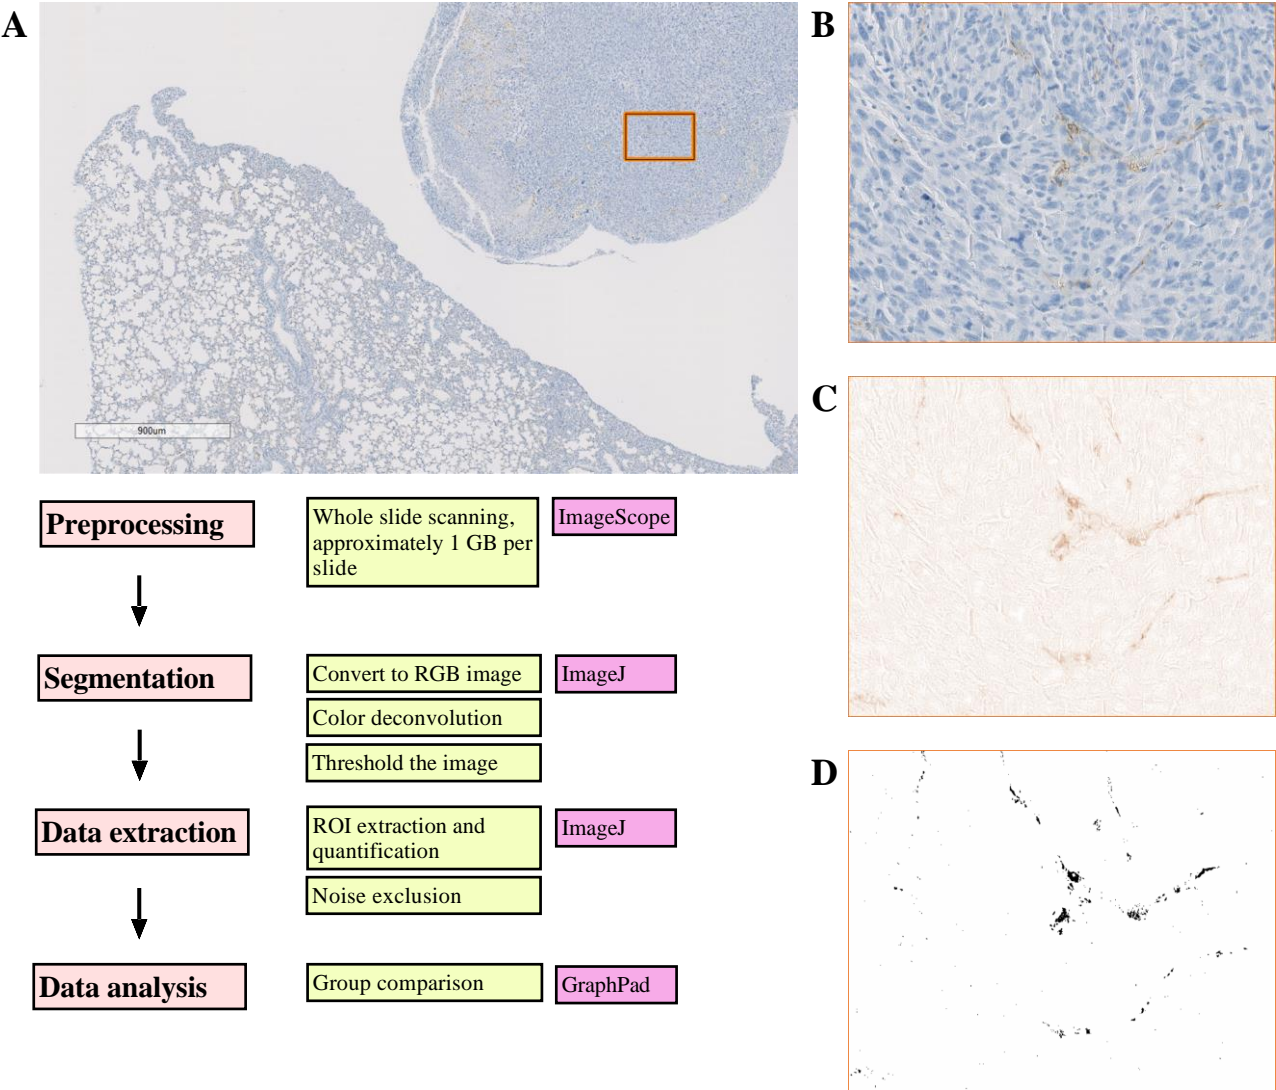 A
B
900um
C
D
Preprocessing
Whole slide scanning,
approximately 1 GB per
slide
ImageScope
Segmentation
Convert to RGB image
ImageJ
Color deconvolution
Threshold the image
Data extraction
ROI extraction and
quantification
ImageJ
Noise exclusion
Data analysis
Group comparison
GraphPad